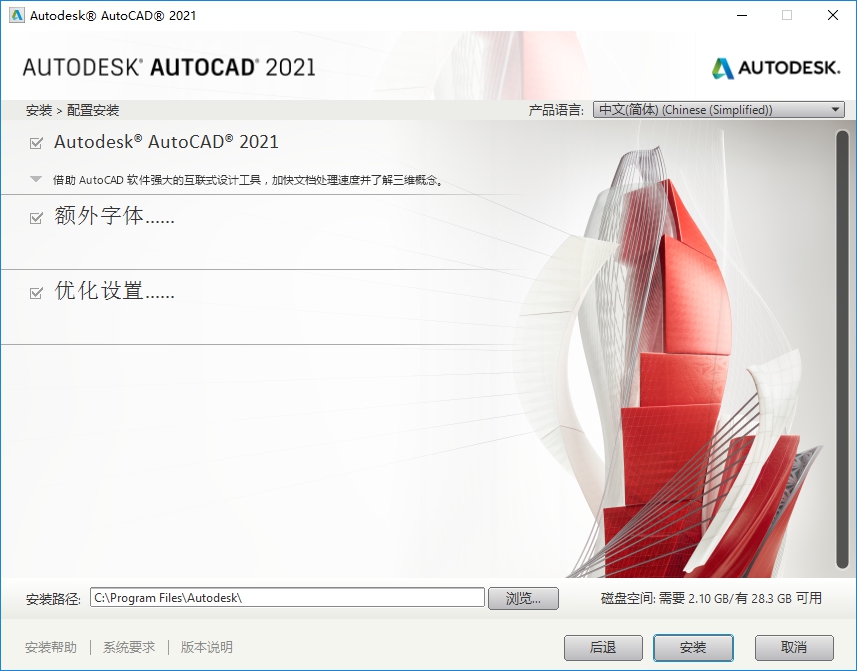 Autodesk® AutoCAD® 2021
AUTODESK® AUTOCAD® 2021
AUTODESK.
安装 > 配置安装
产品语言: 中文(简体) (Chinese (Simplified))
Autodesk® AutoCAD® 2021
借助 AutoCAD 软件强大的互联式设计工具，加快文档处理速度并了解三维概念。
额外字体......
优化设置......
安装路径: C:\Program Files\Autodesk\ 浏览... 磁盘空间: 需要 2.10 GB/有 28.3 GB 可用
安装帮助 | 系统要求 | 版本说明
后退 安装 取消